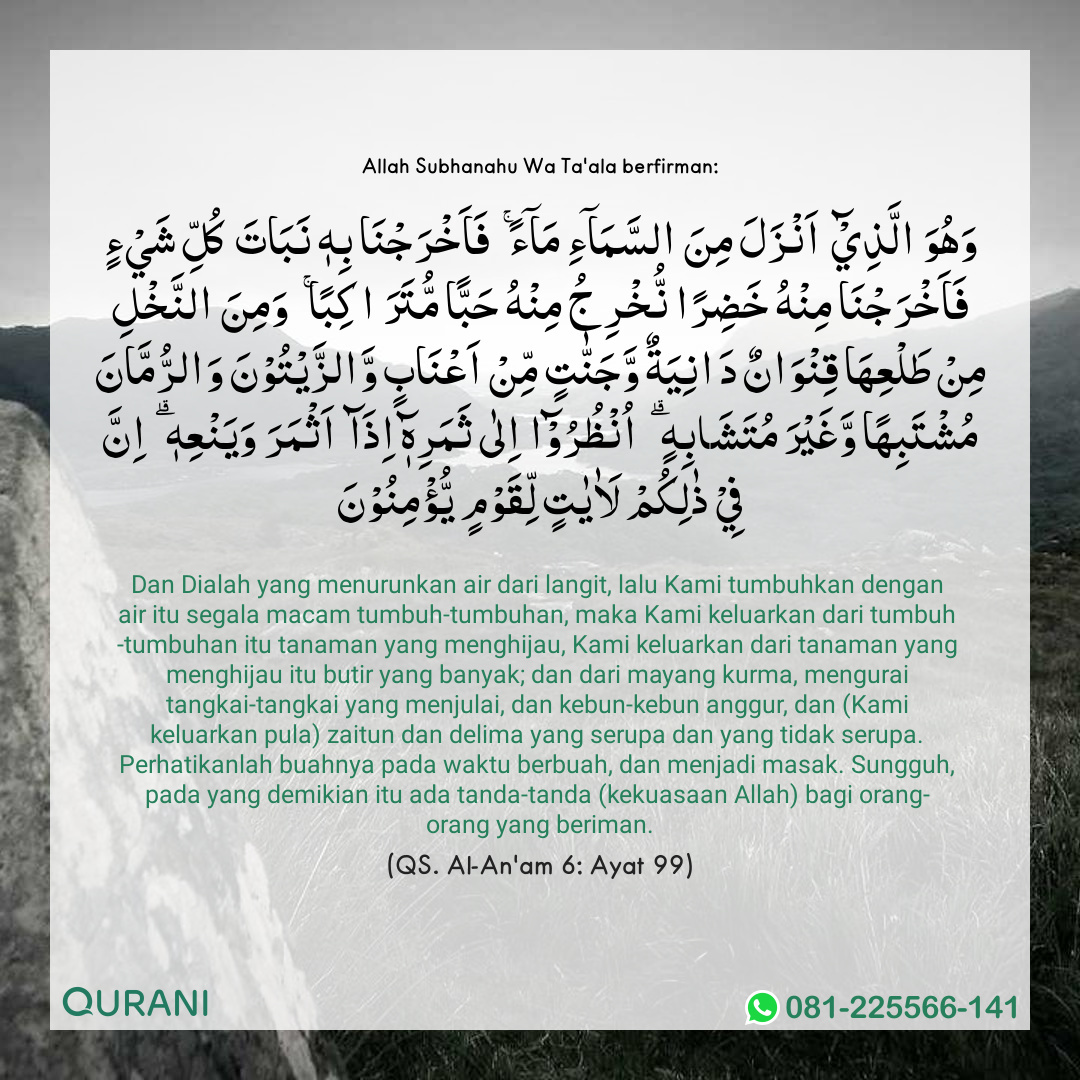 Allah Subhanahu Wa Ta'ala berfirman:
وَهُوَ الَّذِيْۤ اَنْزَلَ مِنَ السَّمَآءِ مَآءً ۚ فَاَخْرَجْنَا بِهٖ نَبَاتَ كُلِّ شَيْءٍ
فَاَخْرَجْنَا مِنْهُ خَضِرًا نُّخْرِجُ مِنْهُ حَبًّا مُّتَرَاكِبًا ۚ وَمِنَ النَّخْلِ
مِنْ طَلْعِهَا قِنْوَانٌ دَانِيَةٌ وَّجَنّٰتٍ مِّنْ اَعْنَابٍ وَّالزَّيْتُوْنَ وَالرُّمَّانَ
مُشْتَبِهًا وَّغَيْرَ مُتَشَابِهٍ ۗ اُنْظُرُوْۤا اِلٰى ثَمَرِهٖۤ اِذَاۤ اَثْمَرَ وَيَنْعِهٖ ۗ اِنَّ
فِيْ ذٰلِكُمْ لَاٰيٰتٍ لِّقَوْمٍ يُّؤْمِنُوْنَ
Dan Dialah yang menurunkan air dari langit, lalu Kami tumbuhkan dengan
air itu segala macam tumbuh-tumbuhan, maka Kami keluarkan dari tumbuh
-tumbuhan itu tanaman yang menghijau, Kami keluarkan dari tanaman yang
menghijau itu butir yang banyak; dan dari mayang kurma, mengurai
tangkai-tangkai yang menjulai, dan kebun-kebun anggur, dan (Kami
keluarkan pula) zaitun dan delima yang serupa dan yang tidak serupa.
Perhatikanlah buahnya pada waktu berbuah, dan menjadi masak. Sungguh,
pada yang demikian itu ada tanda-tanda (kekuasaan Allah) bagi orang-
orang yang beriman.
(QS. Al-An'am 6: Ayat 99)
QURANI
081-225566-141